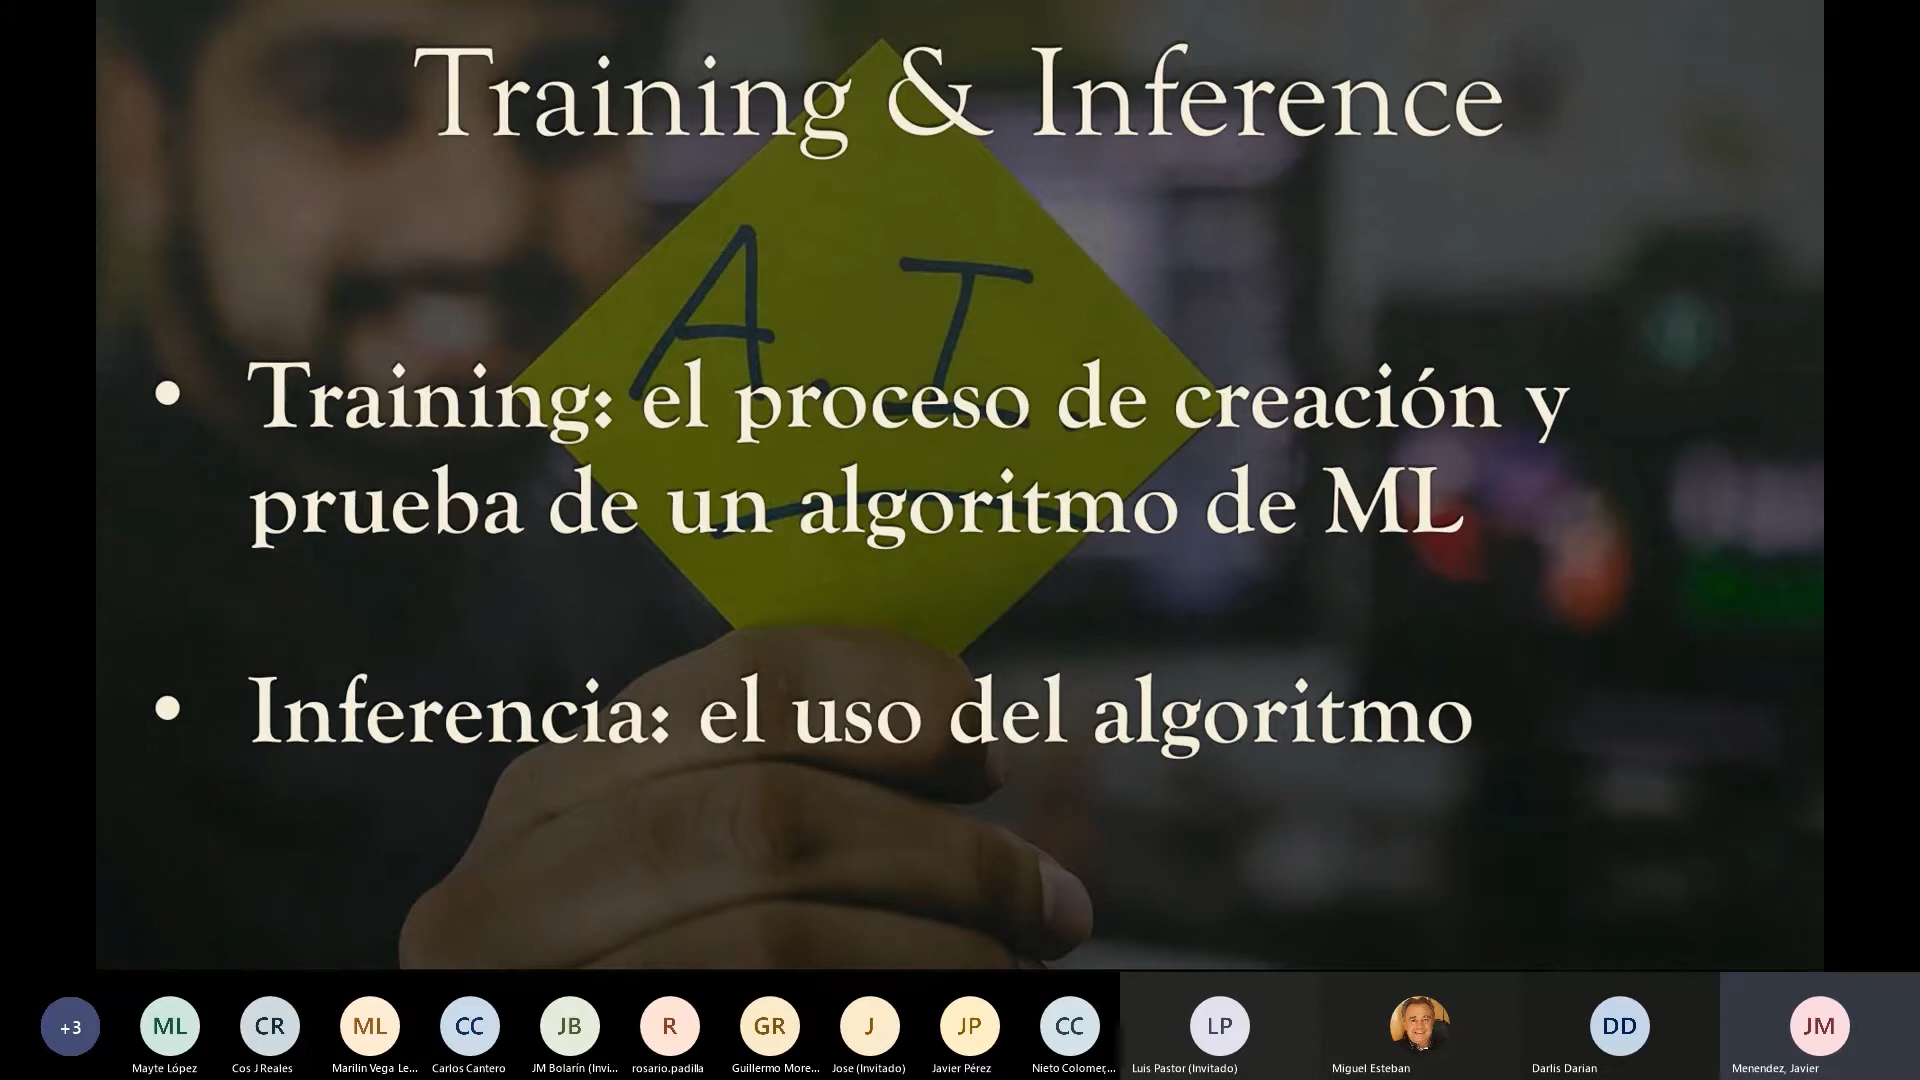 Training & Inference
A. I.
• Training: el proceso de creación y
prueba de un algoritmo de ML
• Inferencia: el uso del algoritmo
+3
ML
CR
ML
CC
JB
R
GR
J
JP
CC
LP
DD
JM
Mayte López
Cos J Reales
Marilin Vega Le...
Carlos Cantero
JM Bolarín (Invi...
rosario.padilla
Guillermo More...
Jose (Invitado)
Javier Pérez
Nieto Colomer,...
Luis Pastor (Invitado)
Miguel Esteban
Darlis Darian
Menendez, Javier